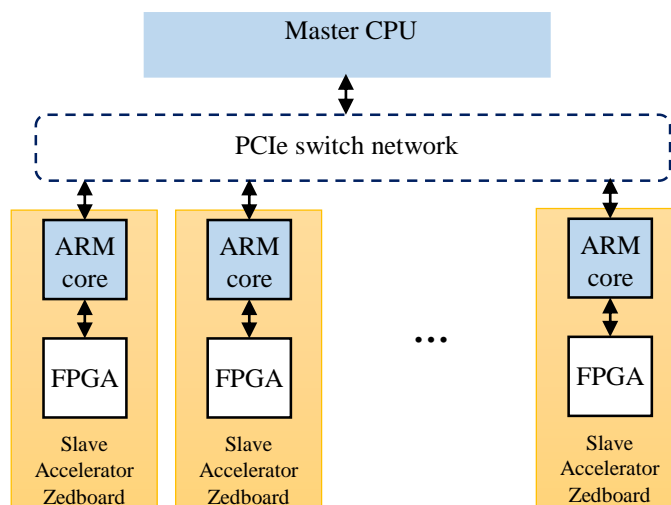 Master CPU
PCIe switch network
ARM
core
FPGA
Slave
Accelerator
Zedboard
ARM
core
FPGA
Slave
Accelerator
Zedboard
...
ARM
core
FPGA
Slave
Accelerator
Zedboard